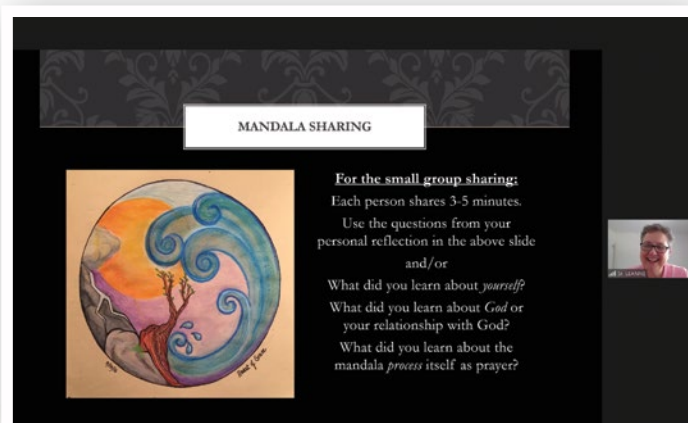 MANDALA SHARING
For the small group sharing:
Each person shares 3-5 minutes.
Use the questions from your
personal reflection in the above slide
and/or
What did you learn about yourself?
What did you learn about God or
your relationship with God?
What did you learn about the
mandala process itself as prayer?